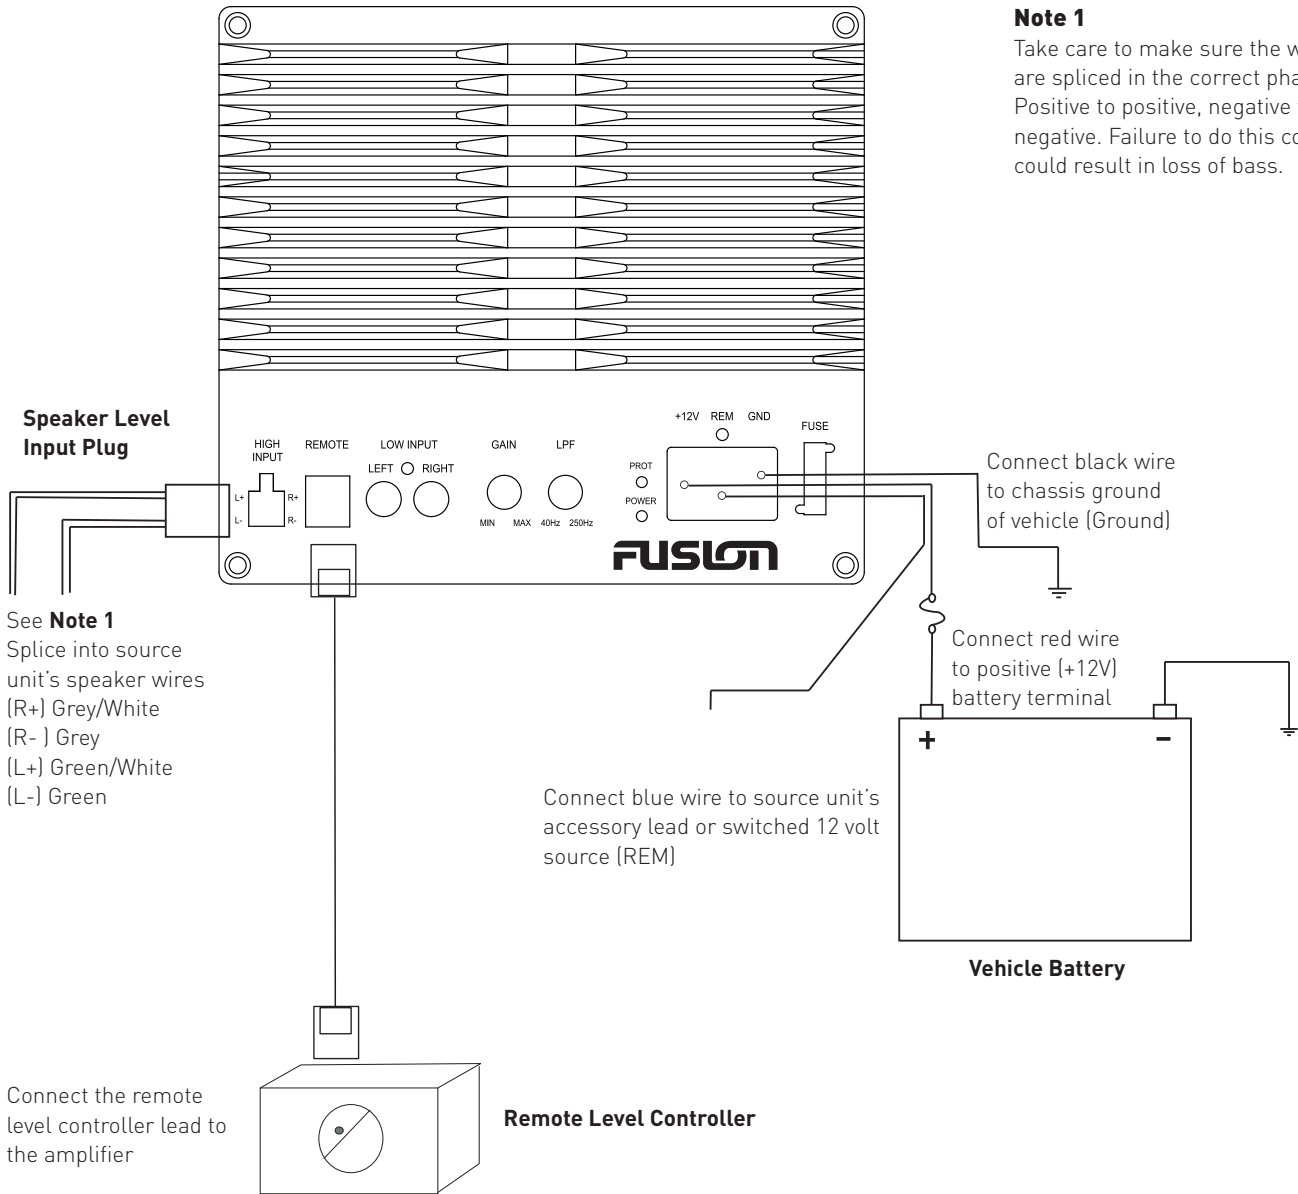 Note 1
Take care to make sure the
are spliced in the correct
Positive to positive, negative
negative. Failure to do this
could result in loss of bass.
Speaker Level
Input Plug
+12V REM GND
FUSE
HIGH
INPUT
REMOTE
LOW INPUT
GAIN
LPF
LEFT
RIGHT
PROT
POWER
L+
R+
L-
R-
MIN
MAX
40Hz
250Hz
FUSION
Connect black wire
to chassis ground
of vehicle (Ground)
See Note 1
Splice into source
unit's speaker wires
(R+) Grey/White
(R- ) Grey
(L+) Green/White
(L-) Green
Connect red wire
to positive (+12V)
battery terminal
+
−
Connect blue wire to source unit's
accessory lead or switched 12 volt
source (REM)
Vehicle Battery
Connect the remote
level controller lead to
the amplifier
Remote Level Controller